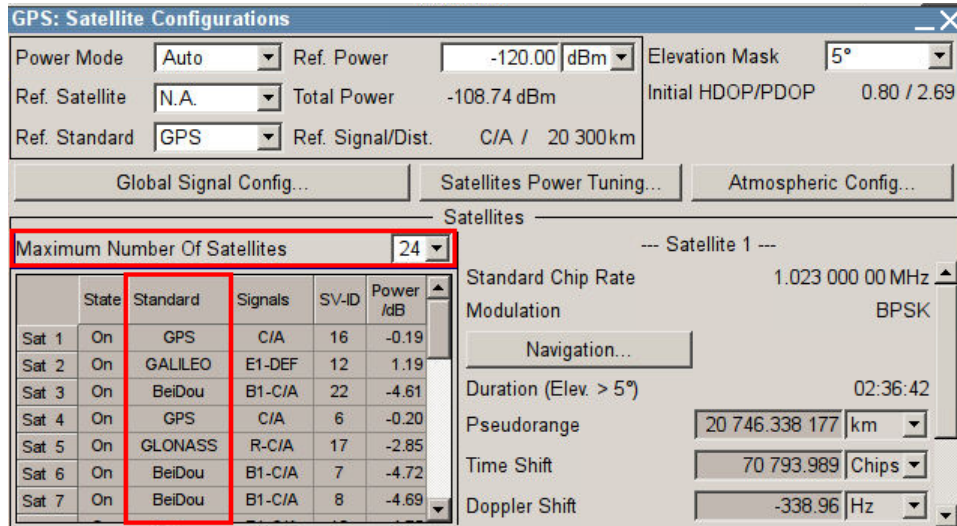 GPS: Satellite Configurations
Power Mode Auto Ref. Power -120.00 dBm Elevation Mask 5°
Ref. Satellite N.A. Total Power -108.74 dBm Initial HDOP/PDOP 0.80 / 2.69
Ref. Standard GPS Ref. Signal/Dist. C/A / 20 300 km
Global Signal Config... Satellites Power Tuning... Atmospheric Config...
Satellites
Maximum Number Of Satellites 24
State Standard Signals SV-ID Power /dB
Sat 1 On GPS C/A 16 -0.19
Sat 2 On GALILEO E1-DEF 12 1.19
Sat 3 On BeiDou B1-C/A 22 -4.61
Sat 4 On GPS C/A 6 -0.20
Sat 5 On GLONASS R-C/A 17 -2.85
Sat 6 On BeiDou B1-C/A 7 -4.72
Sat 7 On BeiDou B1-C/A 8 -4.69
--- Satellite 1 ---
Standard Chip Rate 1.023 000 00 MHz
Modulation BPSK
Navigation...
Duration (Elev. > 5°) 02:36:42
Pseudorange 20 746.338 177 km
Time Shift 70 793.989 Chips
Doppler Shift -338.96 Hz